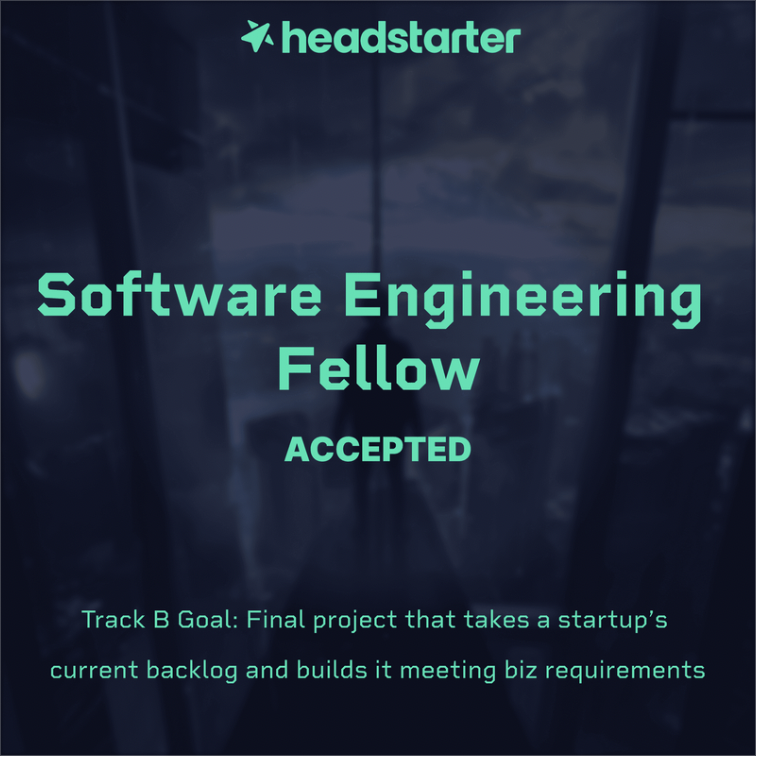 headstarter
Software Engineering
Fellow
ACCEPTED
Track B Goal: Final project that takes a startup’s
current backlog and builds it meeting biz requirements